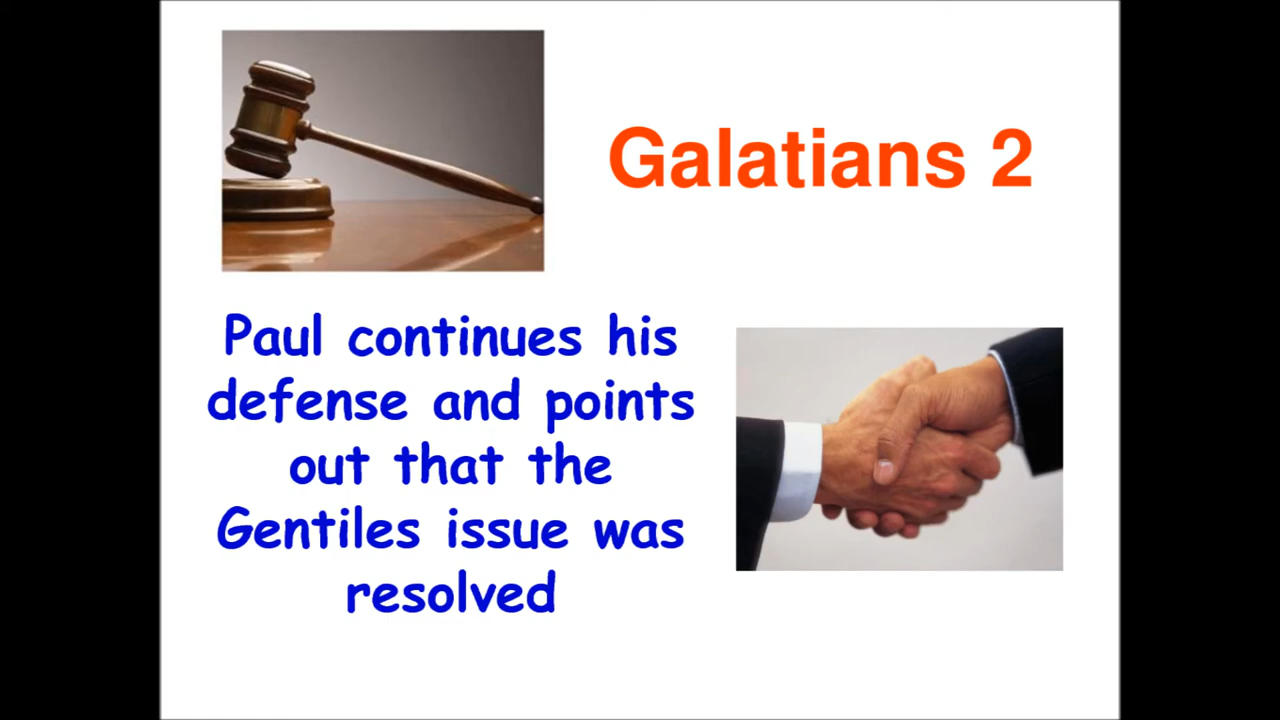 Galatians 2
Paul continues his
defense and points
out that the
Gentiles issue was
resolved